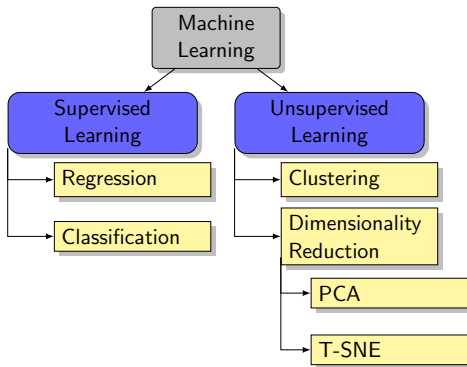 Machine
Learning
Supervised
Learning
Unsupervised
Learning
Regression
Clustering
Classification
Dimensionality
Reduction
PCA
T-SNE